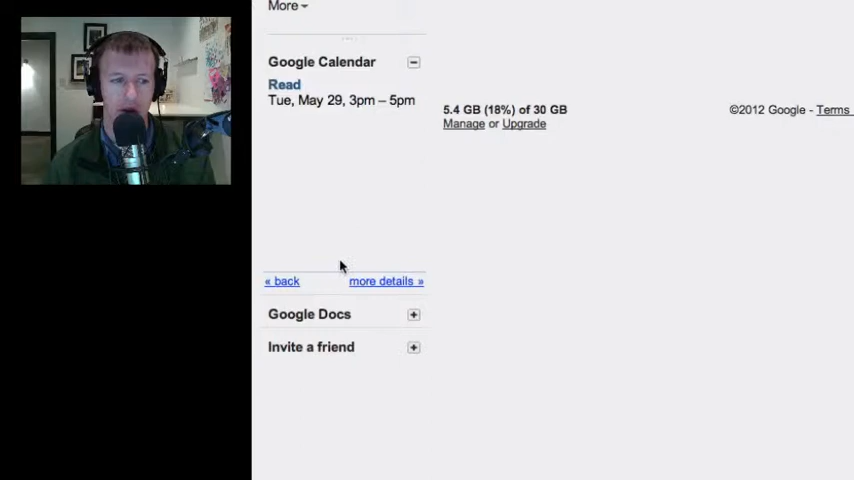 More
Google Calendar
Read
Tue, May 29, 3pm – 5pm
5.4 GB (18%) of 30 GB
©2012 Google - Terms
Manage or Upgrade
« back
more details »
Google Docs
Invite a friend